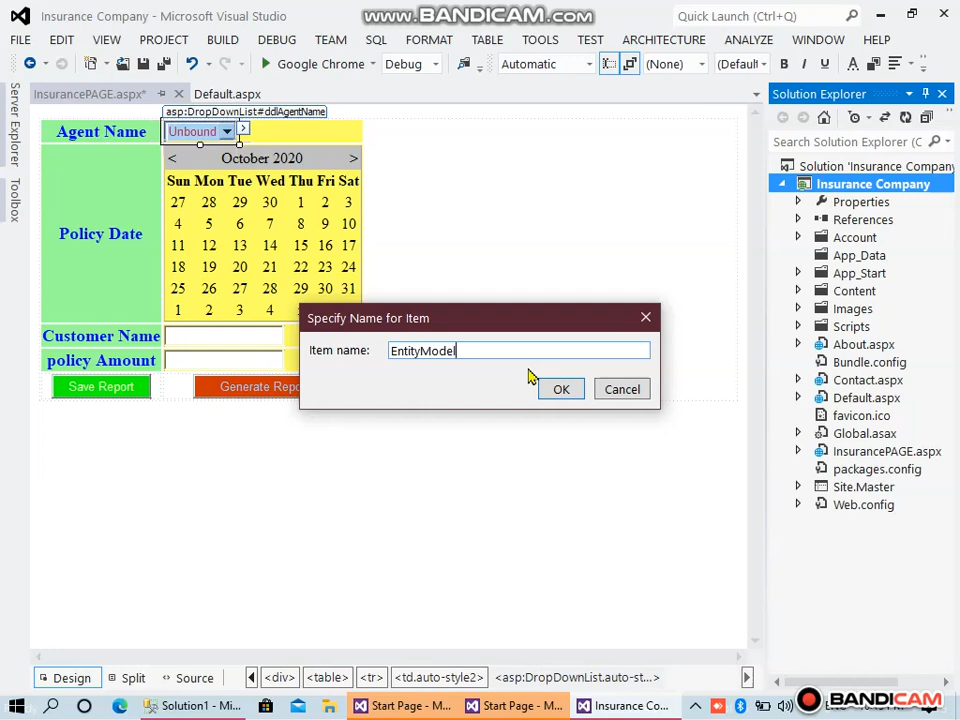 Insurance Company - Microsoft Visual Studio
www.BANDICAM.com
Quick Launch (Ctrl+Q)
FILE EDIT VIEW PROJECT BUILD DEBUG TEAM SQL FORMAT TABLE TOOLS TEST ARCHITECTURE ANALYZE WINDOW HELP
Google Chrome Debug Automatic (None) (Default B I U A
InsurancePAGE.aspx* Default.aspx
Server Explorer
Toolbox
asp:DropDownList#ddlAgentName
Agent Name Unbound
< October 2020 >
Sun Mon Tue Wed Thu Fri Sat
27 28 29 30 1 2 3
4 5 6 7 8 9 10
Policy Date
11 12 13 14 15 16 17
18 19 20 21 22 23 24
25 26 27 28 29 30 31
1 2 3 4
Customer Name
policy Amount
Save Report Generate Repo
Specify Name for Item
Item name: EntityModel
OK Cancel
Solution Explorer
Search Solution Explorer (C
Solution 'Insurance Company
Insurance Company
Properties
References
Account
App_Data
App_Start
Content
Images
Scripts
About.aspx
Bundle.config
Contact.aspx
Default.aspx
favicon.ico
Global.asax
InsurancePAGE.aspx
packages.config
Site.Master
Web.config
Design Split Source <div> <table> <tr> <td.auto-style2> <asp:DropDownList.auto-st...>
Solution1 - Mi... Start Page - M... Start Page - M... Insurance Co...
BANDICAM